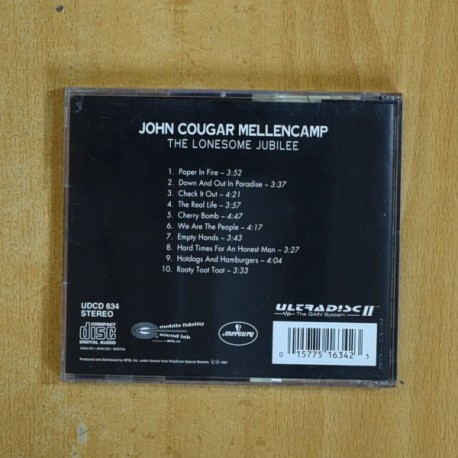 JOHN COUGAR MELLENCAMP
THE LONESOME JUBILEE
1. Paper In Fire – 3:52
2. Down And Out In Paradise – 3:37
3. Check It Out – 4:21
4. The Real Life – 3:57
5. Cherry Bomb – 4:47
6. We Are The People – 4:17
7. Empty Hands – 3:43
8. Hard Times For An Honest Man – 3:27
9. Hotdogs And Hamburgers – 4:04
10. Rooty Toot Toot – 3:33
UDCD 634
STEREO
COMPACT
disc
DIGITAL AUDIO
mobile fidelity
sound lab
mercury
ULTRADISC II
The GAIN System
0 15775 16342 3